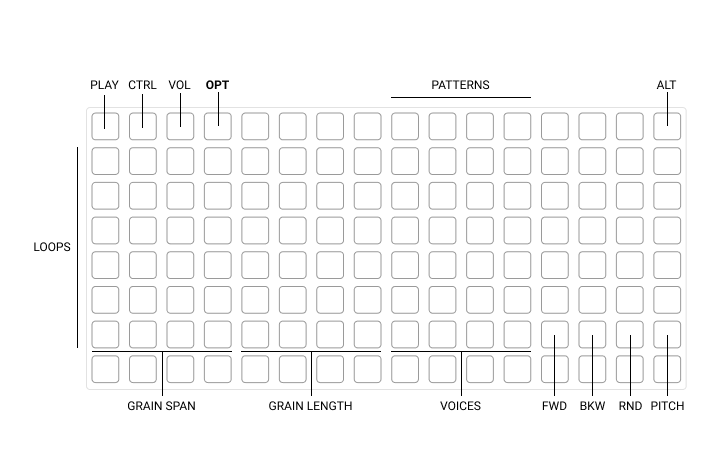 PLAY CTRL VOL OPT PATTERNS ALT
LOOPS
GRAIN SPAN GRAIN LENGTH VOICES FWD BKW RND PITCH